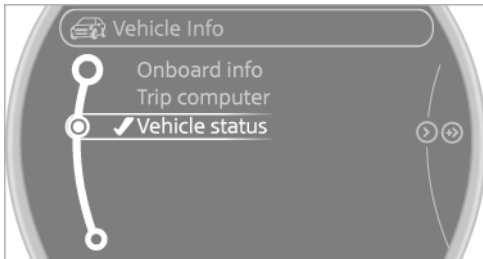 Vehicle Info
Onboard info
Trip computer
Vehicle status